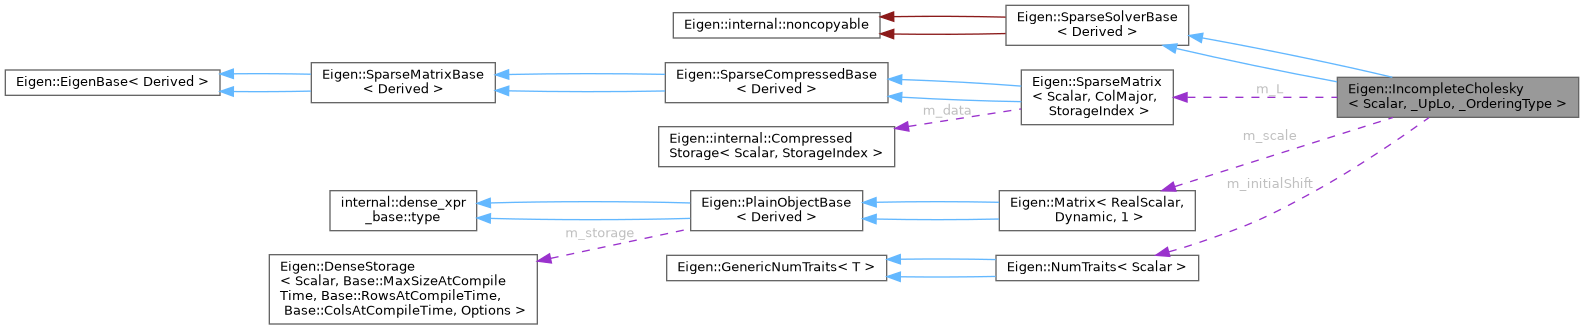 Eigen::internal::noncopyable
Eigen::SparseSolverBase
< Derived >
Eigen::EigenBase< Derived >
Eigen::SparseMatrixBase
< Derived >
Eigen::SparseCompressedBase
< Derived >
Eigen::SparseMatrix
< Scalar, ColMajor,
StorageIndex >
m_L
Eigen::IncompleteCholesky
< Scalar, _UpLo, _OrderingType >
m_data
Eigen::internal::Compressed
Storage< Scalar, StorageIndex >
m_scale
m_initialShift
internal::dense_xpr
_base::type
Eigen::PlainObjectBase
< Derived >
Eigen::Matrix< RealScalar,
Dynamic, 1 >
m_storage
Eigen::DenseStorage
< Scalar, Base::MaxSizeAtCompile
Time, Base::RowsAtCompileTime,
Base::ColsAtCompileTime, Options >
Eigen::GenericNumTraits< T >
Eigen::NumTraits< Scalar >